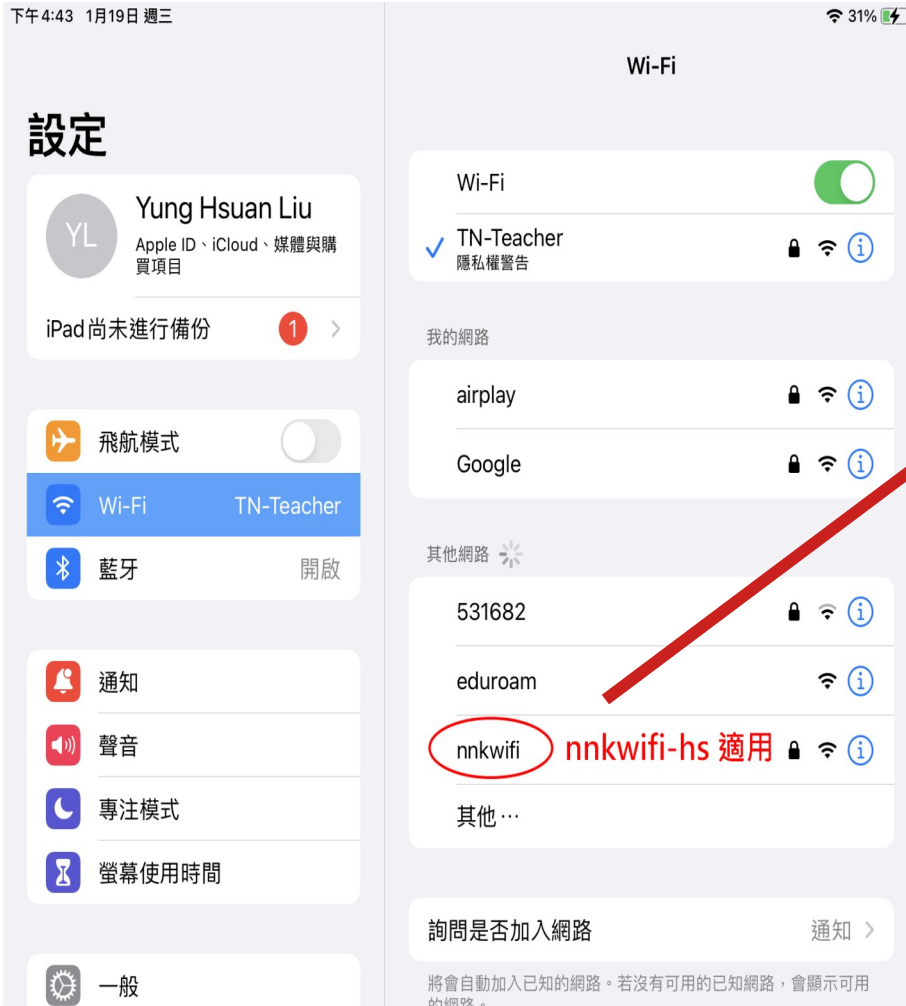 下午4:43 1月19日 週三
31%
設定
YL
Yung Hsuan Liu
Apple ID、iCloud、媒體與購
買項目
iPad尚未進行備份 1
飛航模式
Wi-Fi TN-Teacher
藍牙 開啟
通知
聲音
專注模式
螢幕使用時間
一般
Wi-Fi
Wi-Fi
TN-Teacher
隱私權警告
我的網路
airplay
Google
其他網路
531682
eduroam
nnkwifi nnkwifi-hs 適用
其他…
詢問是否加入網路 通知
將會自動加入已知的網路。若沒有可用的已知網路,會顯示可用
的網路。